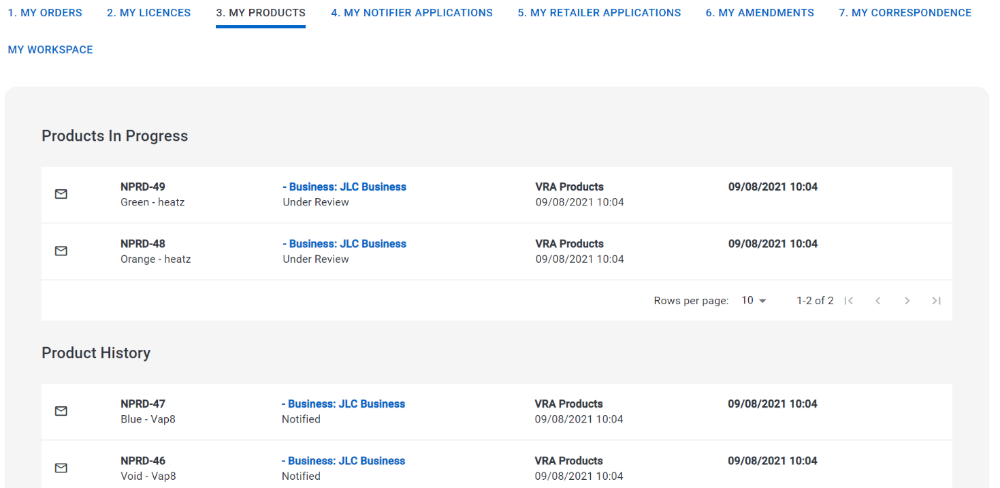 1. MY ORDERS 2. MY LICENCES 3. MY PRODUCTS 4. MY NOTIFIER APPLICATIONS 5. MY RETAILER APPLICATIONS 6. MY AMENDMENTS 7. MY CORRESPONDENCE
MY WORKSPACE
Products In Progress
NPRD-49 - Business: JLC Business VRA Products 09/08/2021 10:04
Green - heatz Under Review 09/08/2021 10:04
NPRD-48 - Business: JLC Business VRA Products 09/08/2021 10:04
Orange - heatz Under Review 09/08/2021 10:04
Rows per page: 10 1-2 of 2
Product History
NPRD-47 - Business: JLC Business VRA Products 09/08/2021 10:04
Blue - Vap8 Notified 09/08/2021 10:04
NPRD-46 - Business: JLC Business VRA Products 09/08/2021 10:04
Void - Vap8 Notified 09/08/2021 10:04